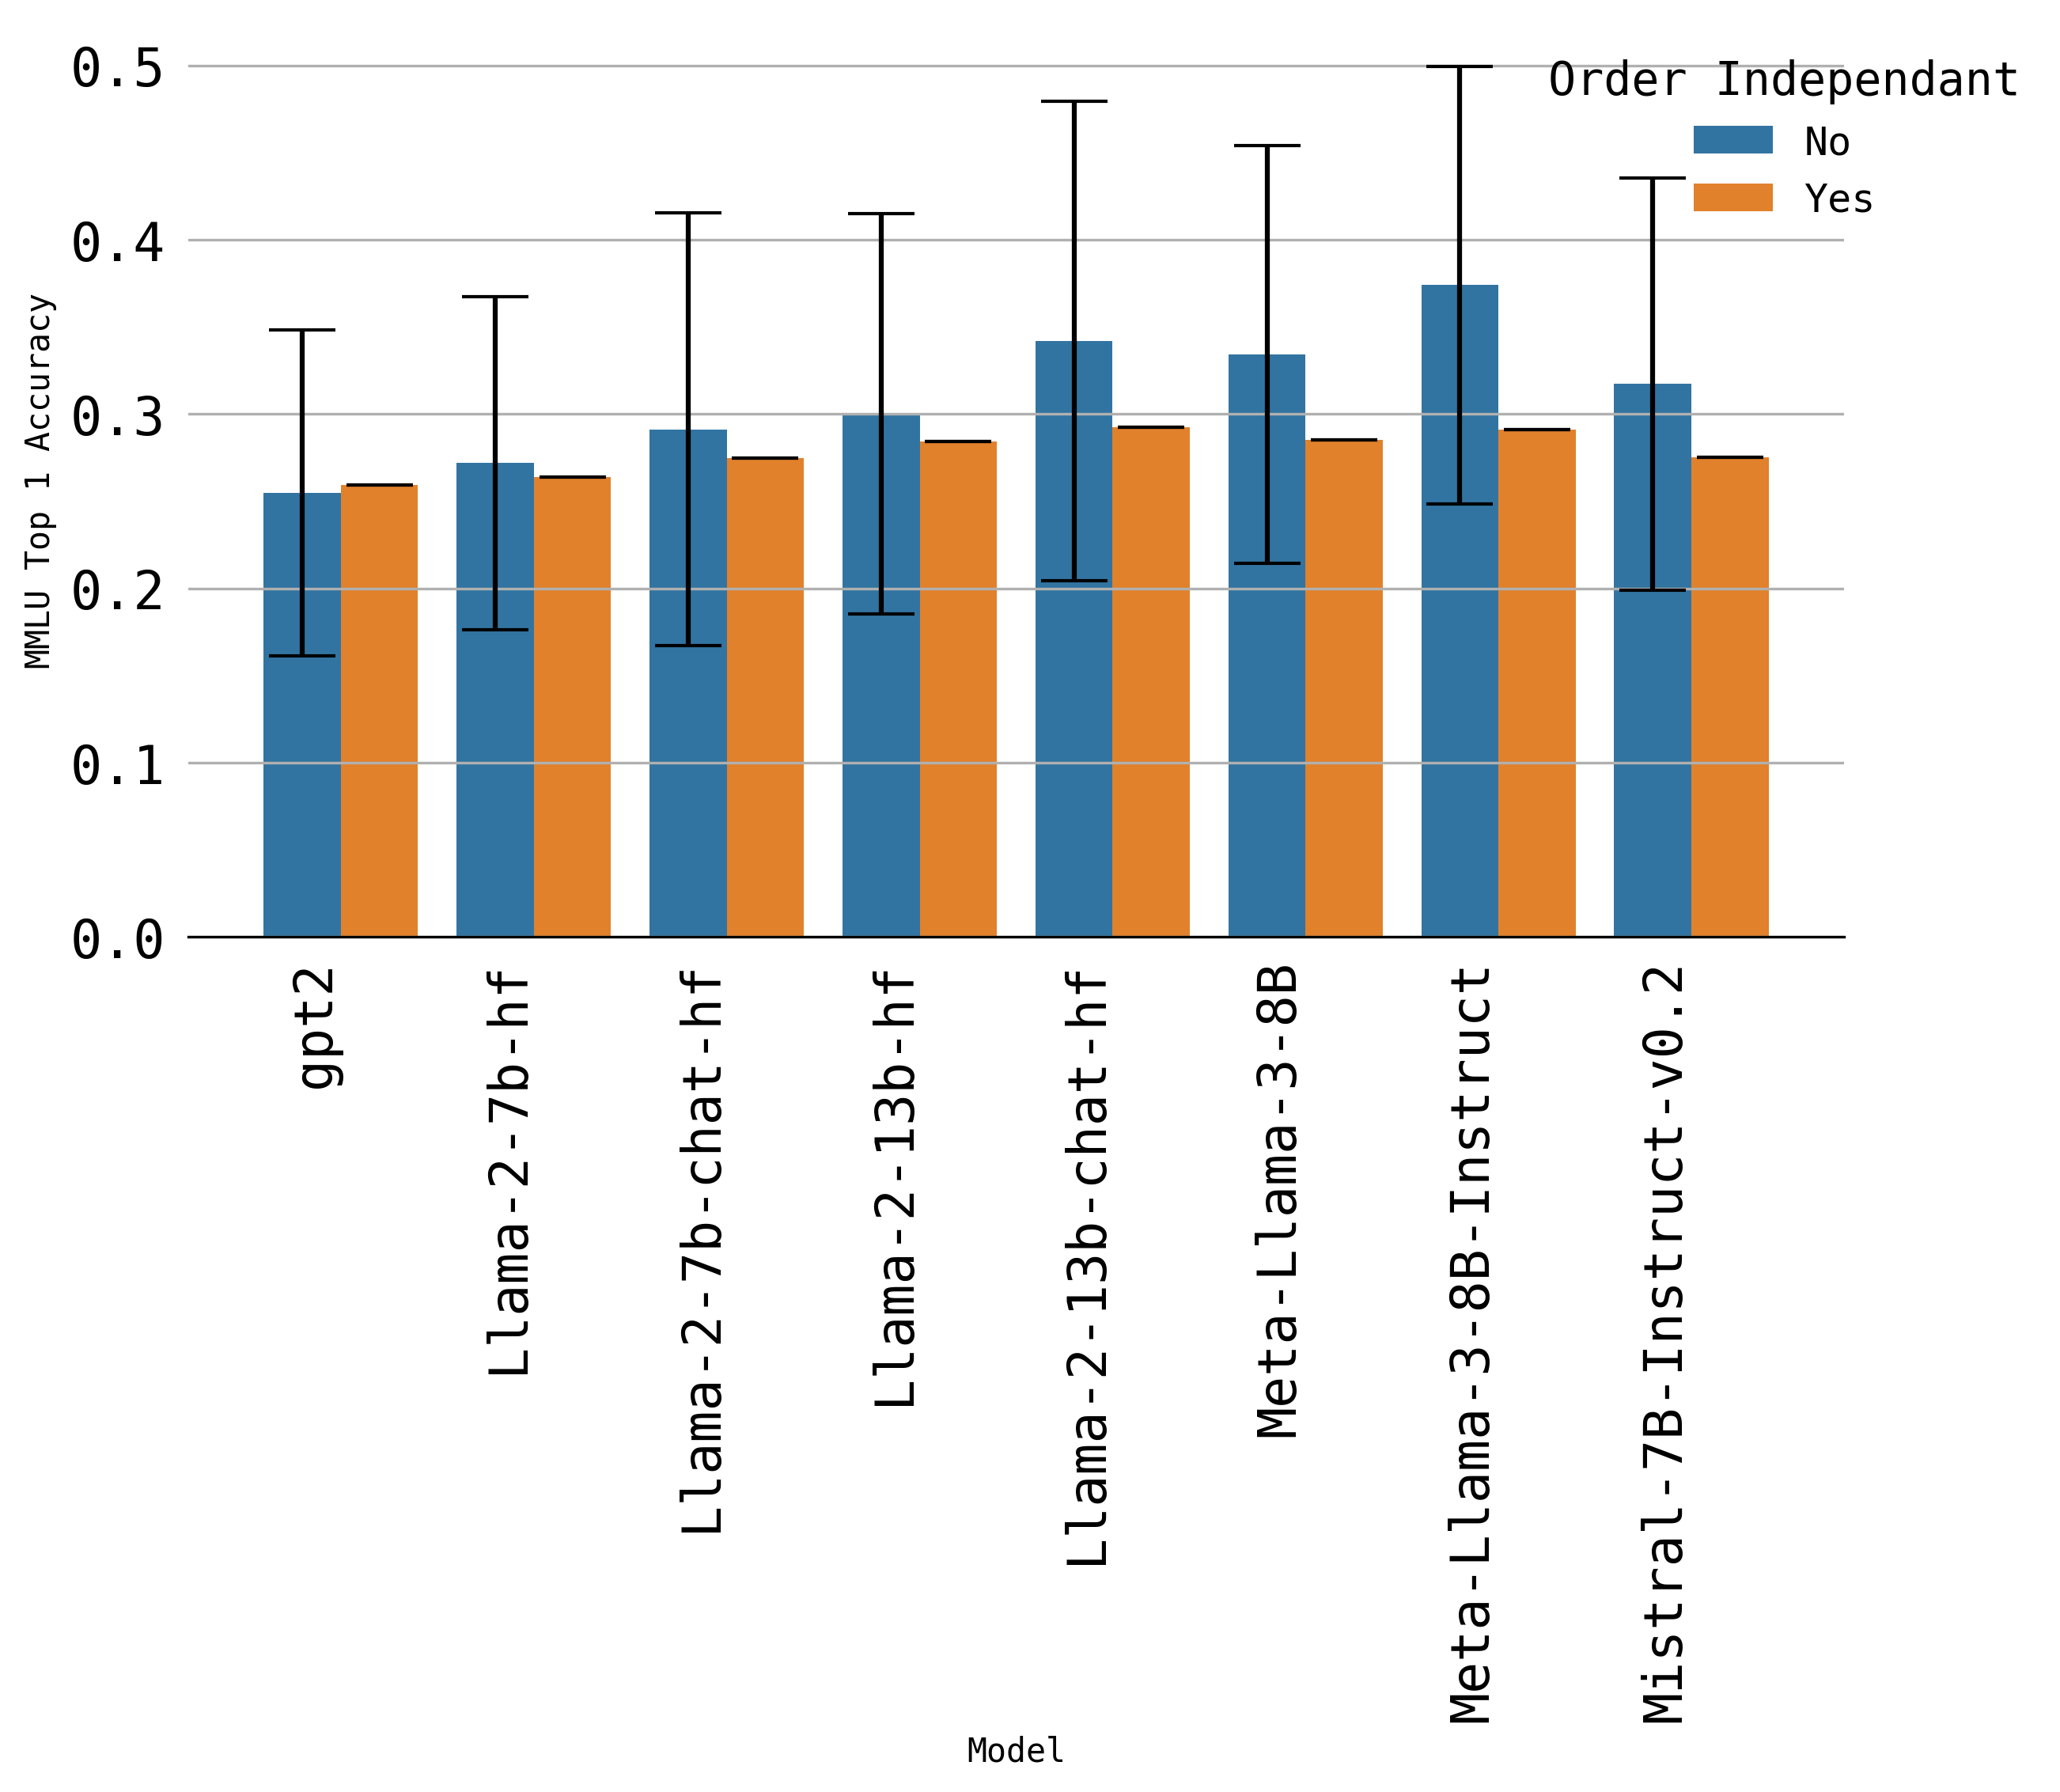 0.5
0.4
0.3
0.2
0.1
0.0
MMLU Top 1 Accuracy
Order Independant
No
Yes
gpt2
Llama-2-7b-hf
Llama-2-7b-chat-hf
Llama-2-13b-hf
Llama-2-13b-chat-hf
Meta-Llama-3-8B
Meta-Llama-3-8B-Instruct
Mistral-7B-Instruct-v0.2
Model